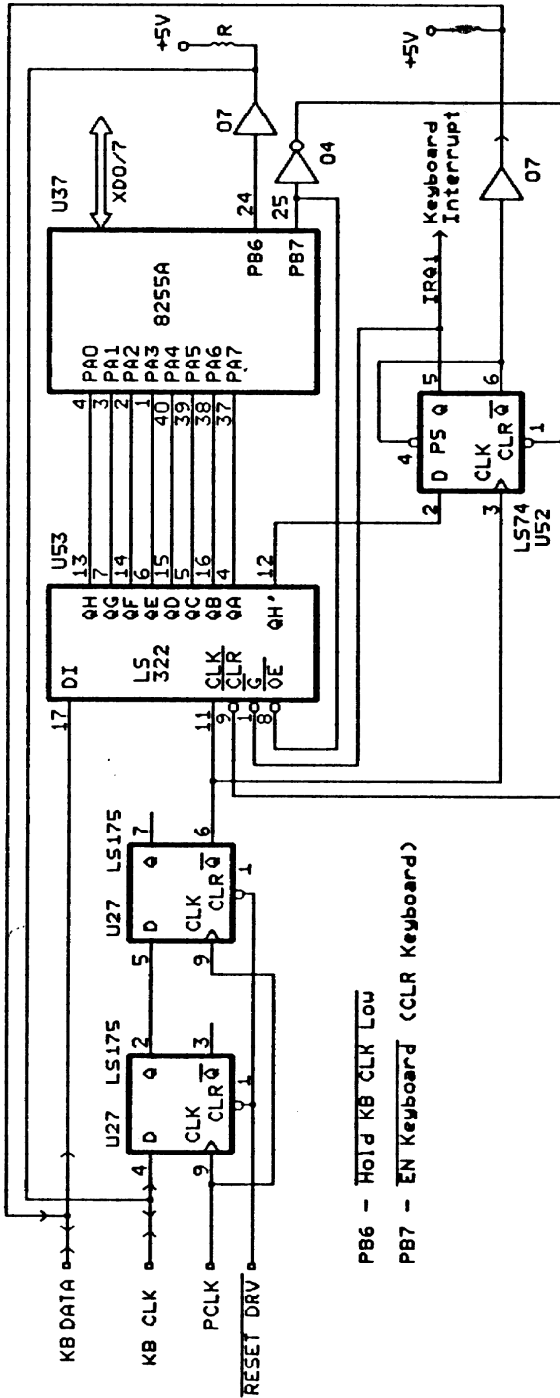 KB DATA
KB CLK
PCLK
RESET DRV
U27 LS175
4 D Q 2
CLK Q 3
9 CLR 1
U27 LS175
5 D Q 7
CLK Q 6
9 CLR 1
U53
17 DI
LS
322
11 CLK
9 CLR
1 G
8 OE
QH 13
QG 7
QF 14
QE 6
QD 15
QC 5
QB 16
QA 4
QH' 12
U37
8255A
4 PA0
3 PA1
2 PA2
1 PA3
40 PA4
39 PA5
38 PA6
37 PA7
PB6 24
PB7 25
XD0/7
07
04
+5V
R
2 D PS Q 5
4
CLK
3 CLR Q 6
1
LS74
U52
IRQ1 Keyboard
Interrupt
07
+5V
PB6 - Hold KB CLK Low
PB7 - EN Keyboard (CLR Keyboard)